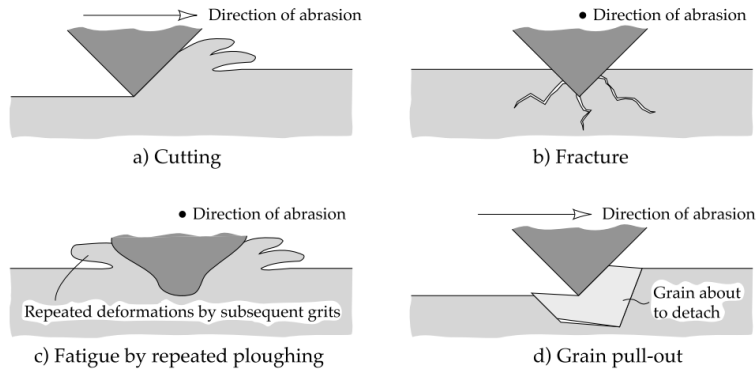 Direction of abrasion
• Direction of abrasion
a) Cutting
b) Fracture
• Direction of abrasion
Direction of abrasion
Repeated deformations by subsequent grits
Grain about
to detach
c) Fatigue by repeated ploughing
d) Grain pull-out